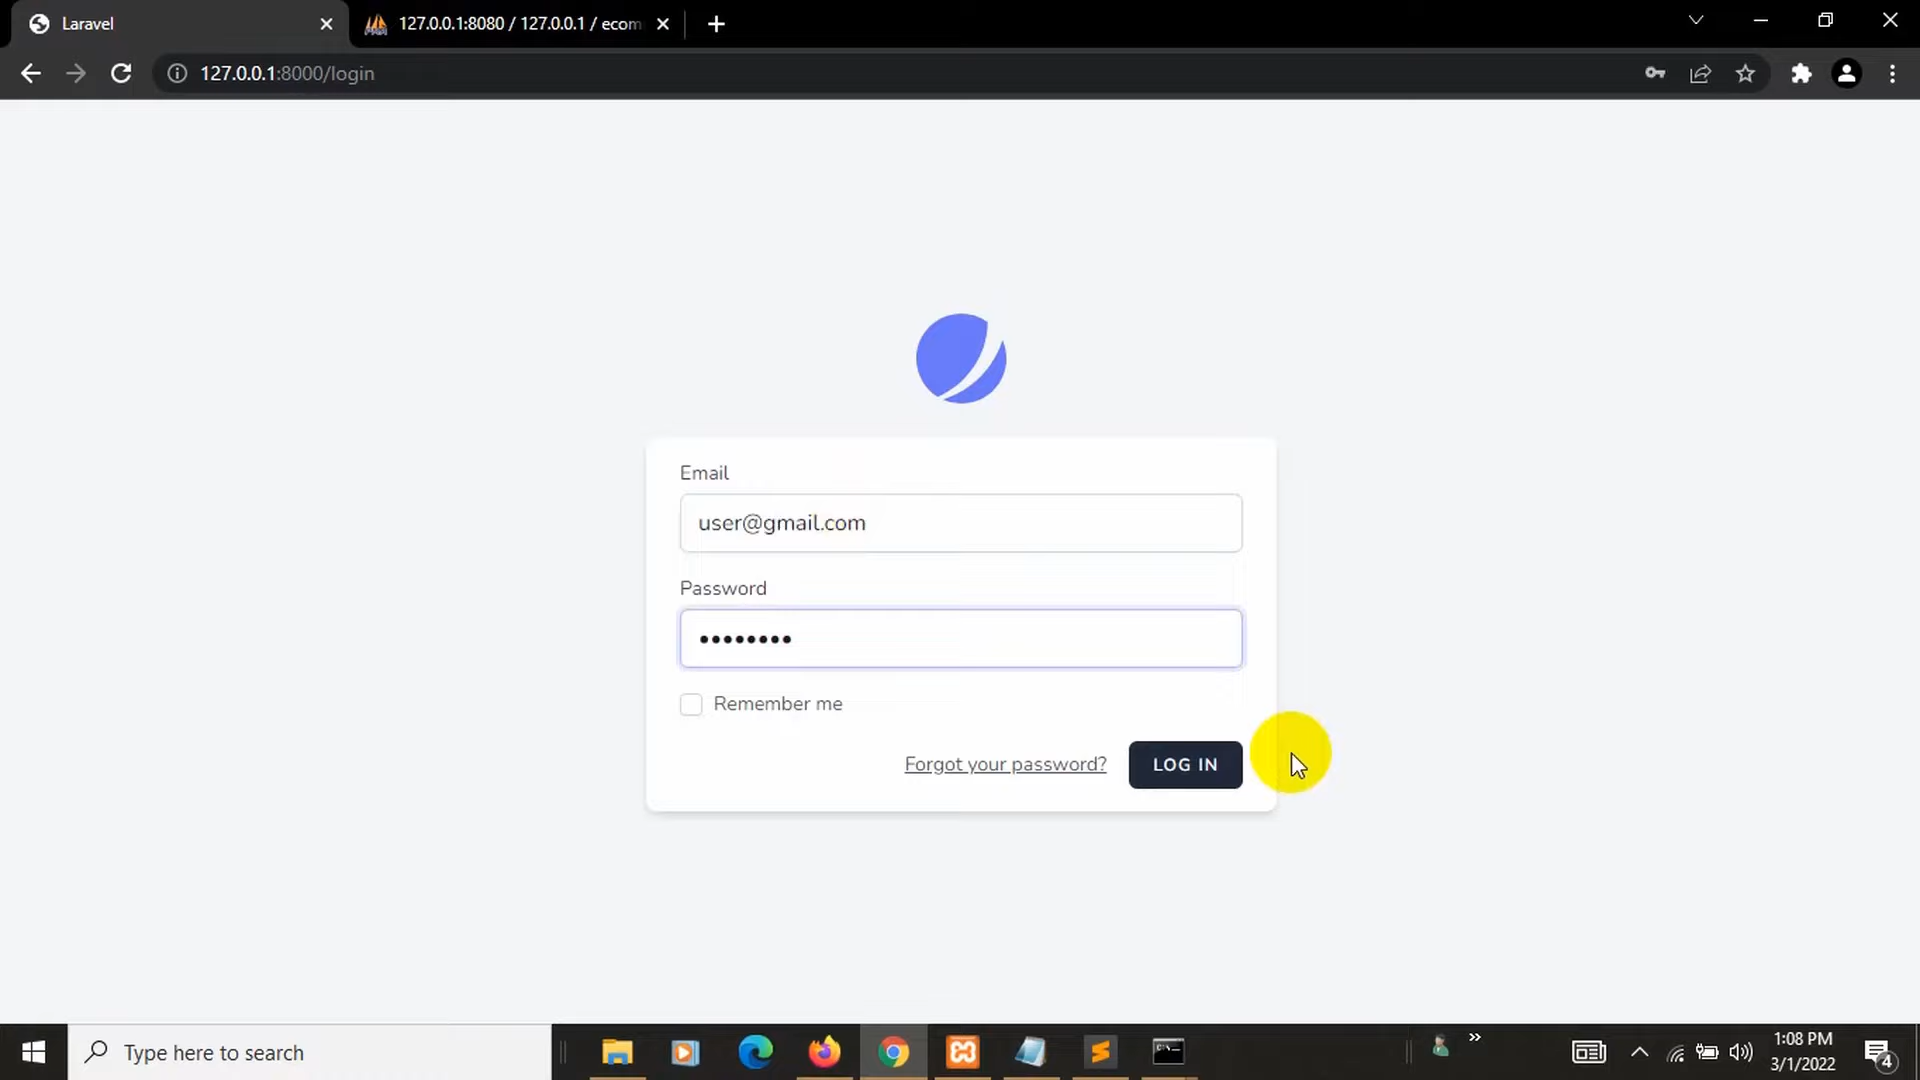 Laravel
127.0.0.1:8080 / 127.0.0.1 / ecom
127.0.0.1:8000/login
Email
user@gmail.com
Password
••••••••
Remember me
Forgot your password?
LOG IN
Type here to search
1:08 PM
3/1/2022
4